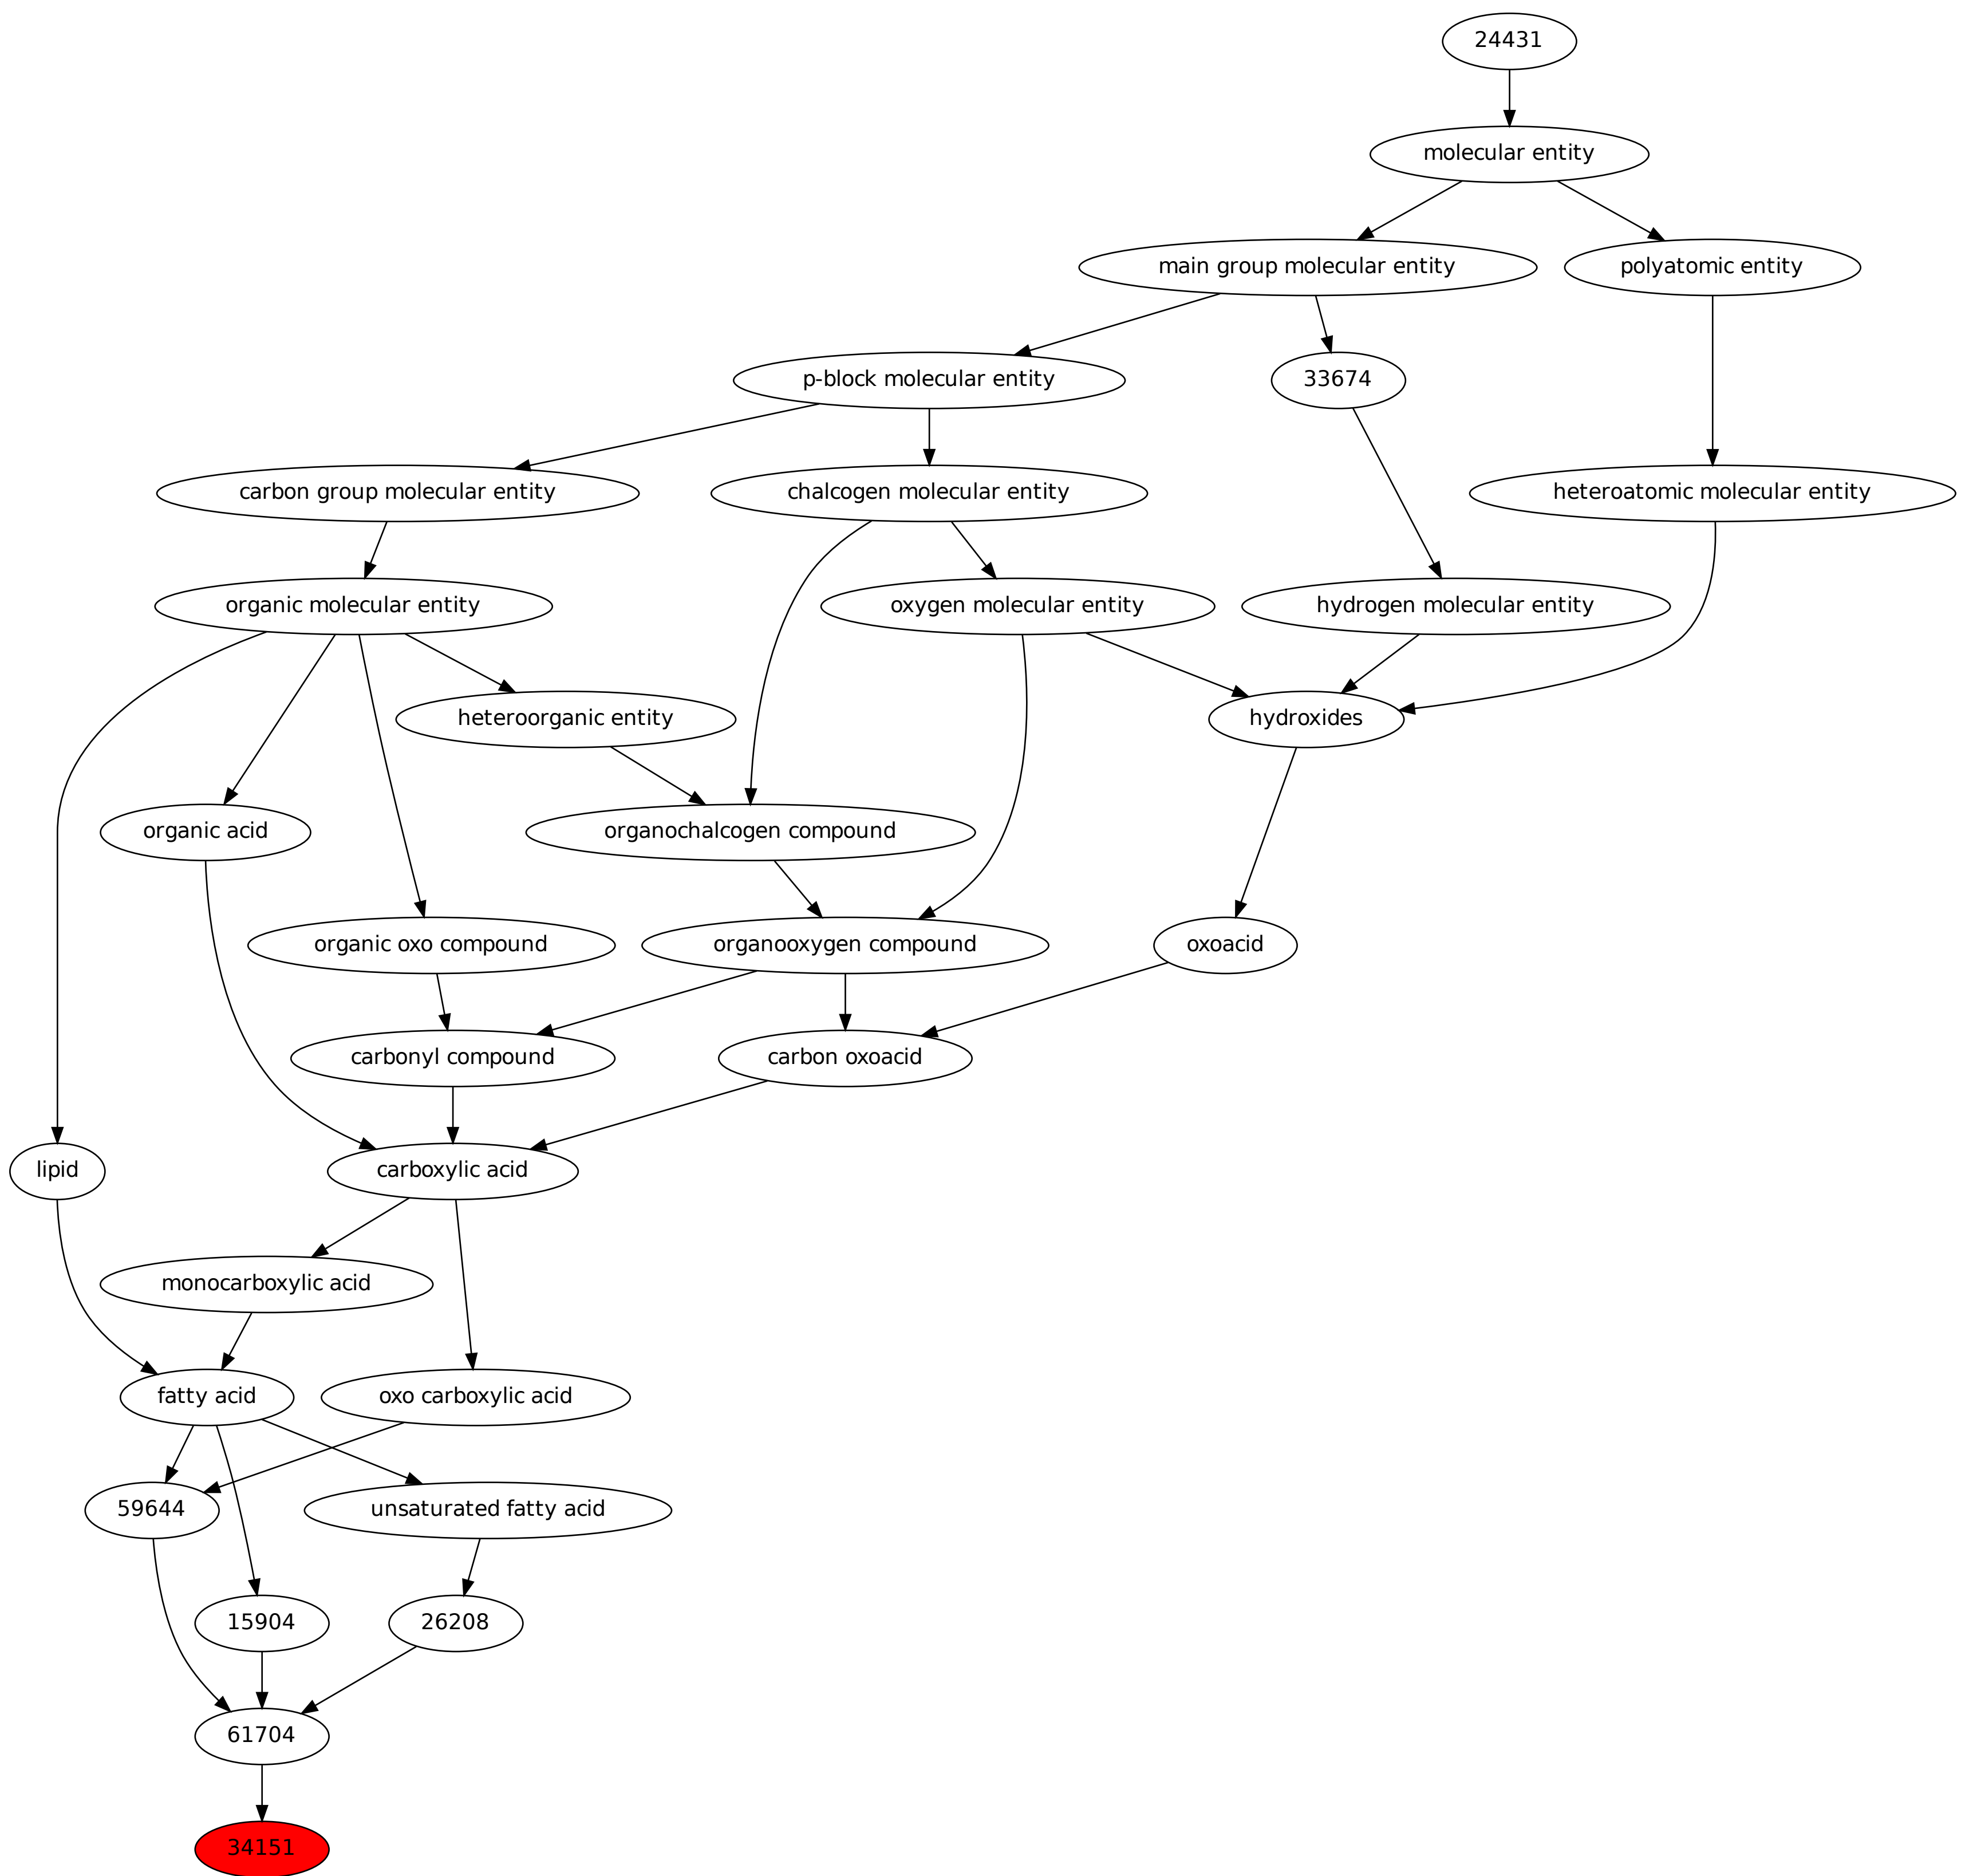 24431
molecular entity
main group molecular entity
polyatomic entity
p-block molecular entity
33674
carbon group molecular entity
chalcogen molecular entity
heteroatomic molecular entity
organic molecular entity
oxygen molecular entity
hydrogen molecular entity
heteroorganic entity
hydroxides
organic acid
organochalcogen compound
organic oxo compound
organooxygen compound
oxoacid
carbonyl compound
carbon oxoacid
lipid
carboxylic acid
monocarboxylic acid
fatty acid
oxo carboxylic acid
59644
unsaturated fatty acid
15904
26208
61704
34151